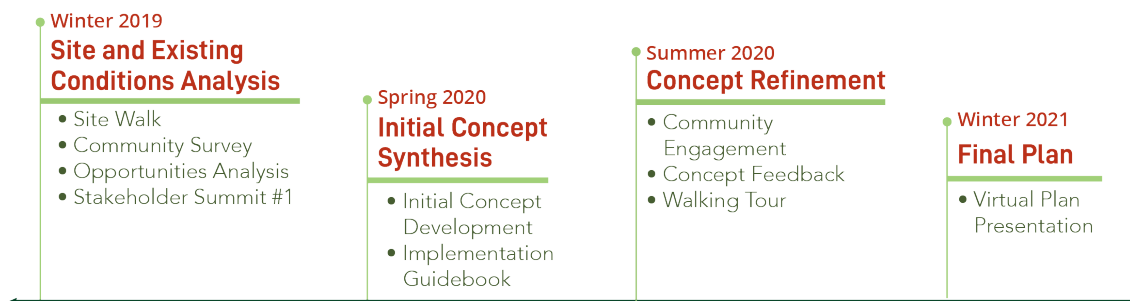 Winter 2019
Site and Existing
Conditions Analysis
• Site Walk
• Community Survey
• Opportunities Analysis
• Stakeholder Summit #1
Spring 2020
Initial Concept
Synthesis
• Initial Concept
Development
• Implementation
Guidebook
Summer 2020
Concept Refinement
• Community
Engagement
• Concept Feedback
• Walking Tour
Winter 2021
Final Plan
• Virtual Plan
Presentation